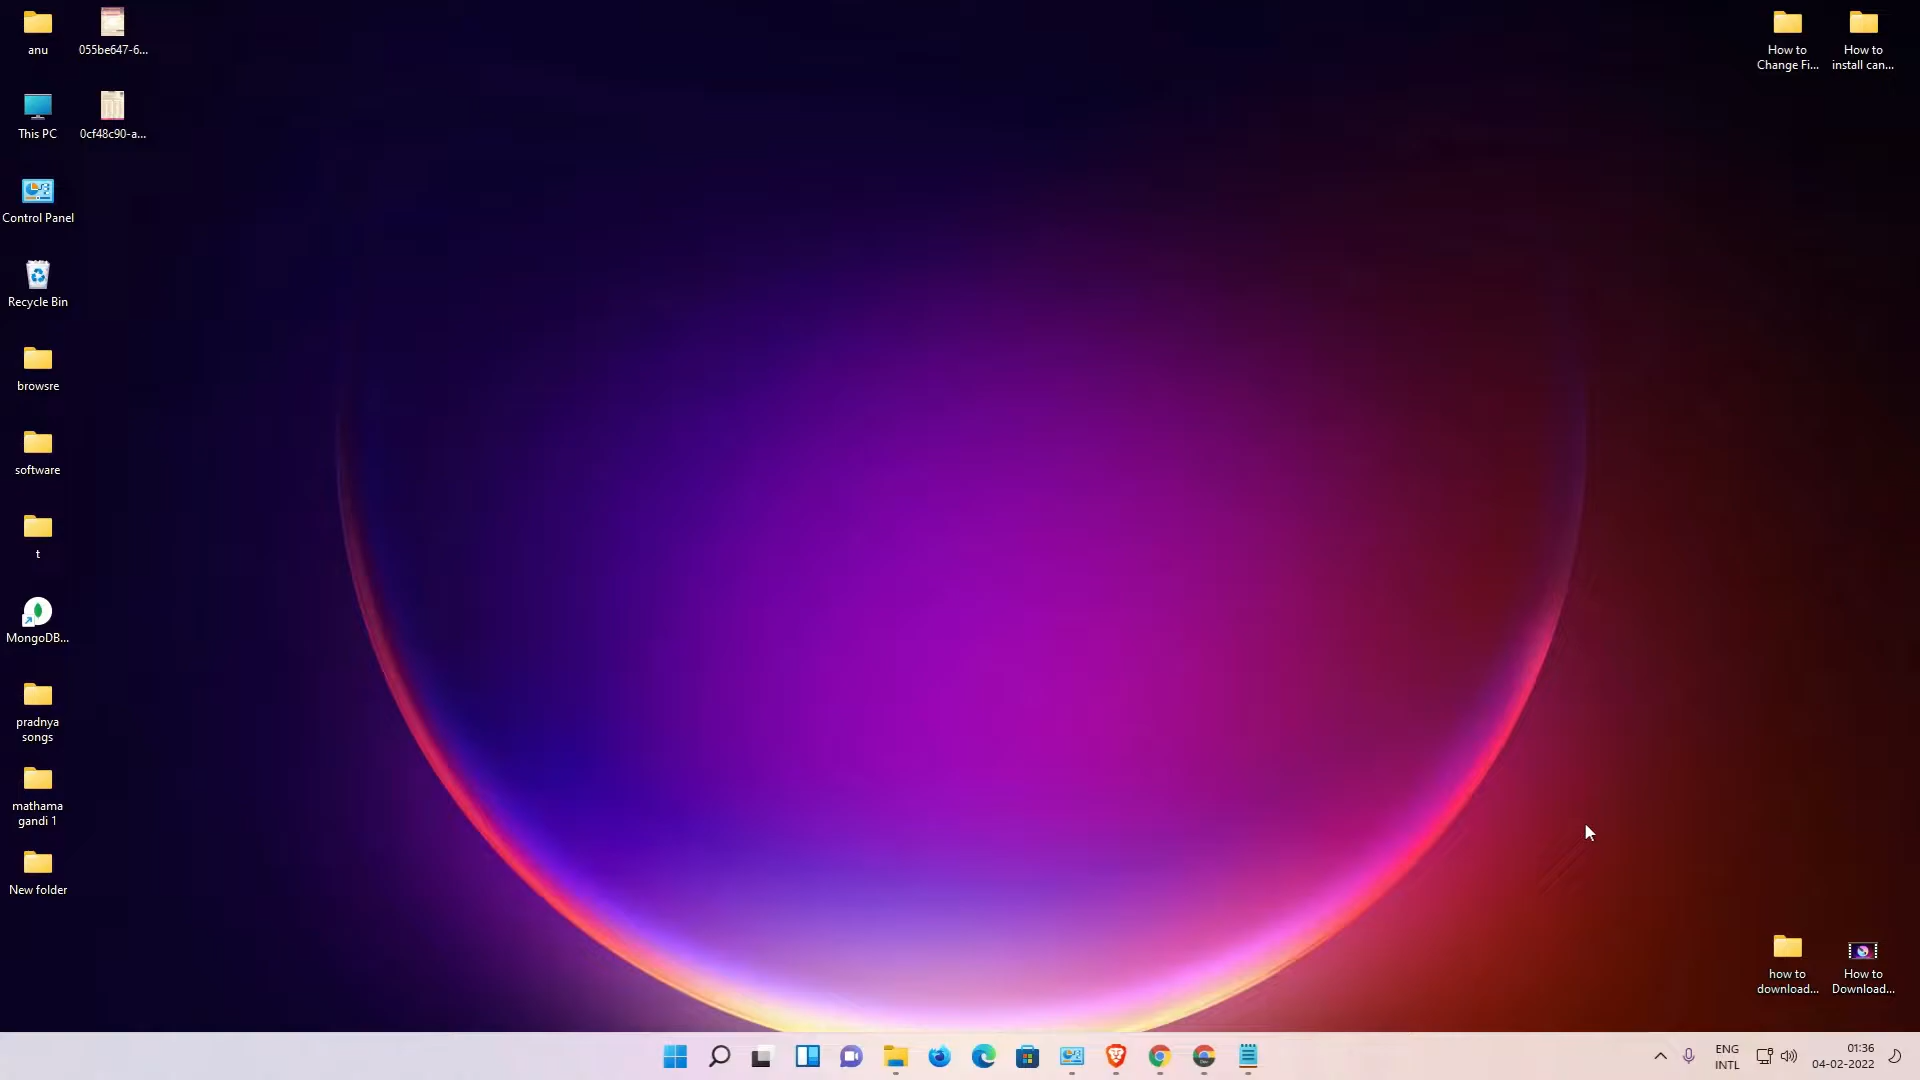 anu
055be647-6...
This PC
0cf48c90-a...
Control Panel
Recycle Bin
browsre
software
t
MongoDB...
pradnya
songs
mathama
gandi 1
New folder
How to
Change Fi...
How to
install can...
how to
download...
How to
Download...
ENG
INTL
01:36
04-02-2022